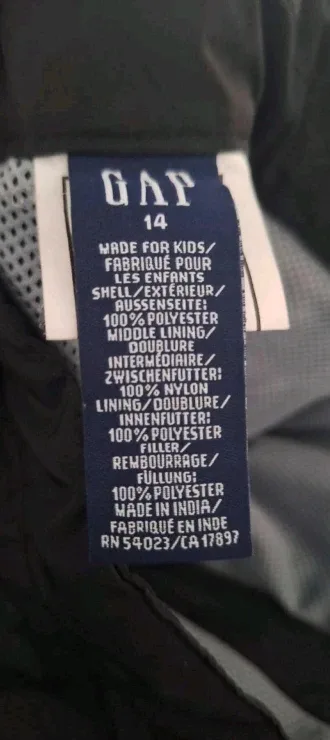 GAP
14
MADE FOR KIDS/
FABRIQUÉ POUR
LES ENFANTS
SHELL/EXTÉRIEUR/
AUSSENSEITE:
100% POLYESTER
MIDDLE LINING/
DOUBLURE
INTERMÉDIAIRE/
ZWISCHENFUTTER:
100% NYLON
LINING/DOUBLURE/
INNENFUTTER:
100% POLYESTER
FILLER/
REMBOURRAGE/
FÜLLUNG:
100% POLYESTER
MADE IN INDIA/
FABRIQUÉ EN INDE
RN 54023/CA 17897